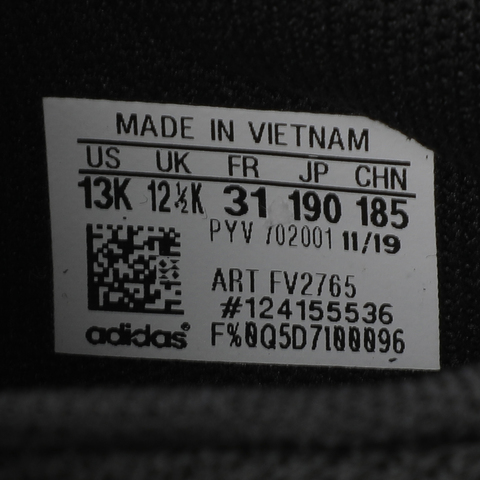 MADE IN VIETNAM
US UK FR JP CHN
13K 12½K 31 190 185
PYV 702001 11/19
ART FV2765
#124155536
adidas® F%0Q5D7100096